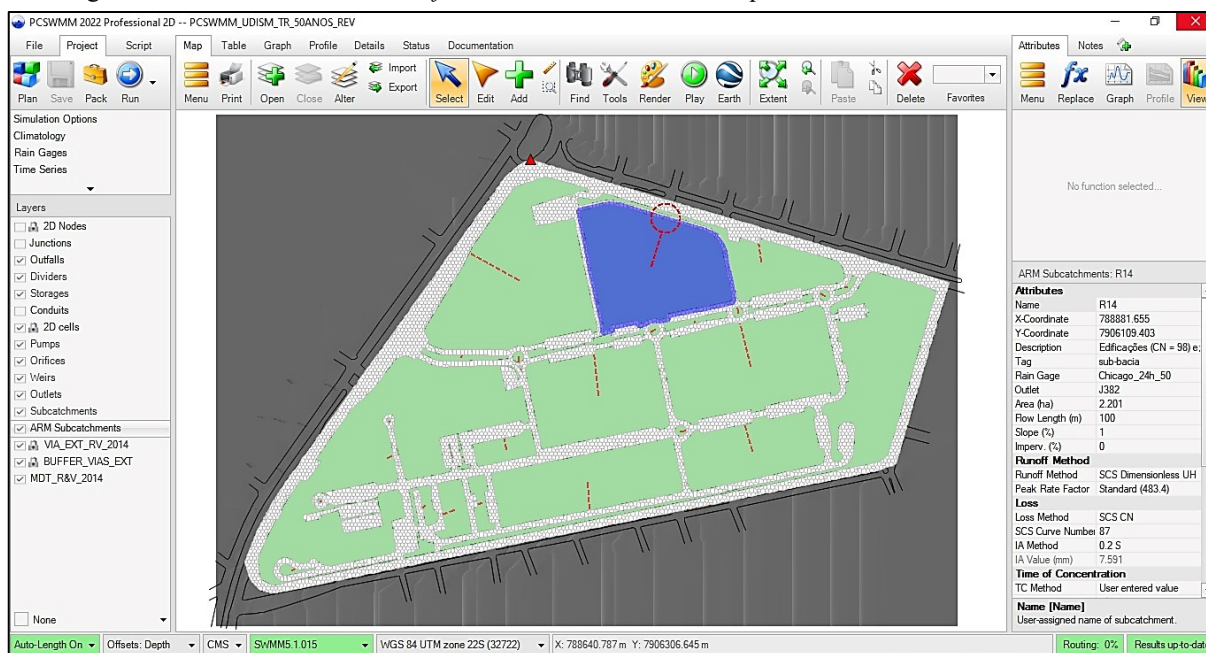 PCSWMM 2022 Professional 2D -- PCSWMM_UDISM_TR_50ANOS_REV
File Project Script
Map Table Graph Profile Details Status Documentation
Attributes Notes
Plan Save Pack Run
Menu Print Open Close Alter Import Export Select Edit Add Find Tools Render Play Earth Extent Paste Delete Favorites
Menu Replace Graph Profile View
Simulation Options
Climatology
Rain Gages
Time Series
Layers
2D Nodes
Junctions
Outfalls
Dividers
Storages
Conduits
2D cells
Pumps
Orifices
Weirs
Outlets
Subcatchments
ARM Subcatchments
VIA_EXT_RV_2014
BUFFER_VIAS_EXT
MDT_R&V_2014
None
No function selected...
ARM Subcatchments: R14
Attributes
Name R14
X-Coordinate 788881.655
Y-Coordinate 7906109.403
Description Edificações (CN = 98) e;
Tag sub-bacia
Rain Gage Chicago_24h_50
Outlet J382
Area (ha) 2.201
Flow Length (m) 100
Slope (%) 1
Imperv. (%) 0
Runoff Method
Runoff Method SCS Dimensionless UH
Peak Rate Factor Standard (483.4)
Loss
Loss Method SCS CN
SCS Curve Number 87
IA Method 0.2 S
IA Value (mm) 7.591
Time of Concentration
TC Method User entered value
Name [Name]
User-assigned name of subcatchment.
Auto-Length On Offsets: Depth CMS SWMM5.1.015 WGS 84 UTM zone 22S (32722) X: 788640.787 m Y: 7906306.645 m Routing: 0% Results up-to-date